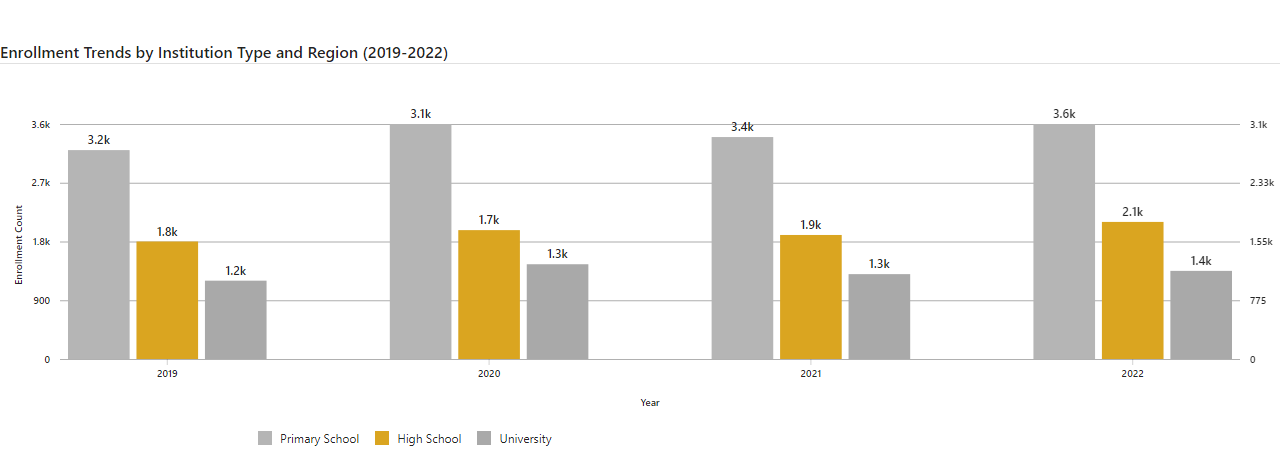 Enrollment Trends by Institution Type and Region (2019-2022)
3.1k
3.6k
3.6k 3.1k
3.4k
3.2k
2.7k 2.33k
2.1k
1.7k
1.9k
1.8k
1.8k 1.55k
1.3k
1.4k
1.3k
1.2k
Enrollment Count
900 775
0 0
2019 2020 2021 2022
Year
Primary School High School University